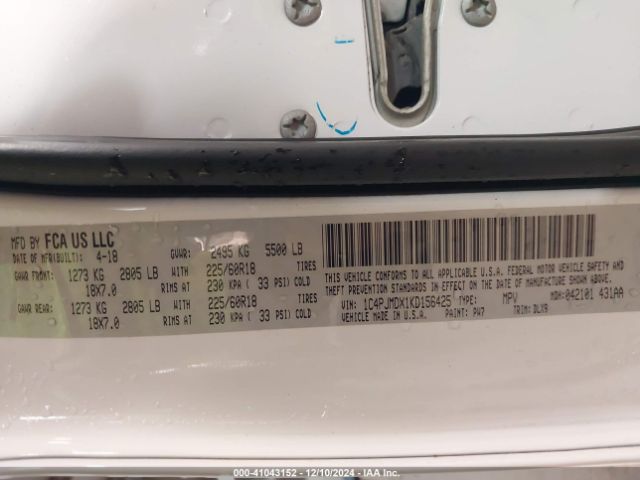 MFD BY FCA US LLC
DATE OF MFR(BUILT): 4-18 GVWR: 2495 KG 5500 LB
GAWR FRONT: 1273 KG 2805 LB WITH 225/60R18 TIRES
18X7.0 RIMS AT 230 KPA ( 33 PSI) COLD
GAWR REAR: 1273 KG 2805 LB WITH 225/60R18 TIRES
18X7.0 RIMS AT 230 KPA ( 33 PSI) COLD
THIS VEHICLE CONFORMS TO ALL APPLICABLE U.S.A. FEDERAL MOTOR VEHICLE SAFETY
AND THEFT PREVENTION STANDARDS IN EFFECT ON THE DATE OF MANUFACTURE SHOWN ABOVE.
VIN: 1C4PJMDX1KD156425 TYPE: MPV MDH: 042101 431AA
VEHICLE MADE IN U.S.A. PAINT: PW7 TRIM: DLX9
000-41043152 - 12/10/2024 - IAAI.COM